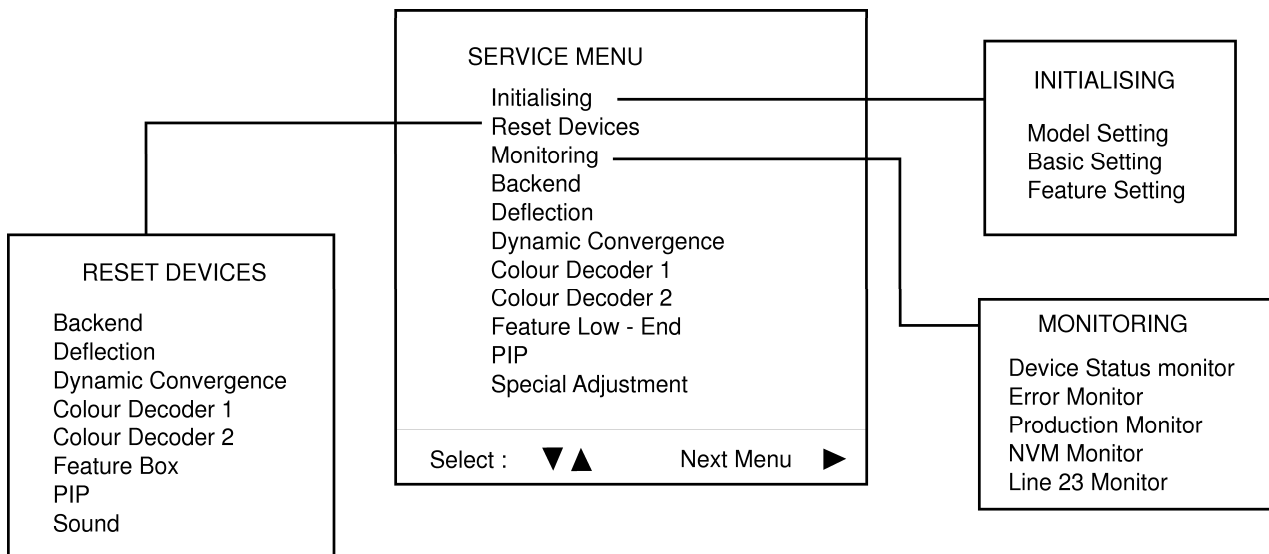 SERVICE MENU
Initialising
Reset Devices
Monitoring
Backend
Deflection
Dynamic Convergence
Colour Decoder 1
Colour Decoder 2
Feature Low - End
PIP
Special Adjustment
Select : ▼ ▲ Next Menu ►
INITIALISING
Model Setting
Basic Setting
Feature Setting
RESET DEVICES
Backend
Deflection
Dynamic Convergence
Colour Decoder 1
Colour Decoder 2
Feature Box
PIP
Sound
MONITORING
Device Status monitor
Error Monitor
Production Monitor
NVM Monitor
Line 23 Monitor